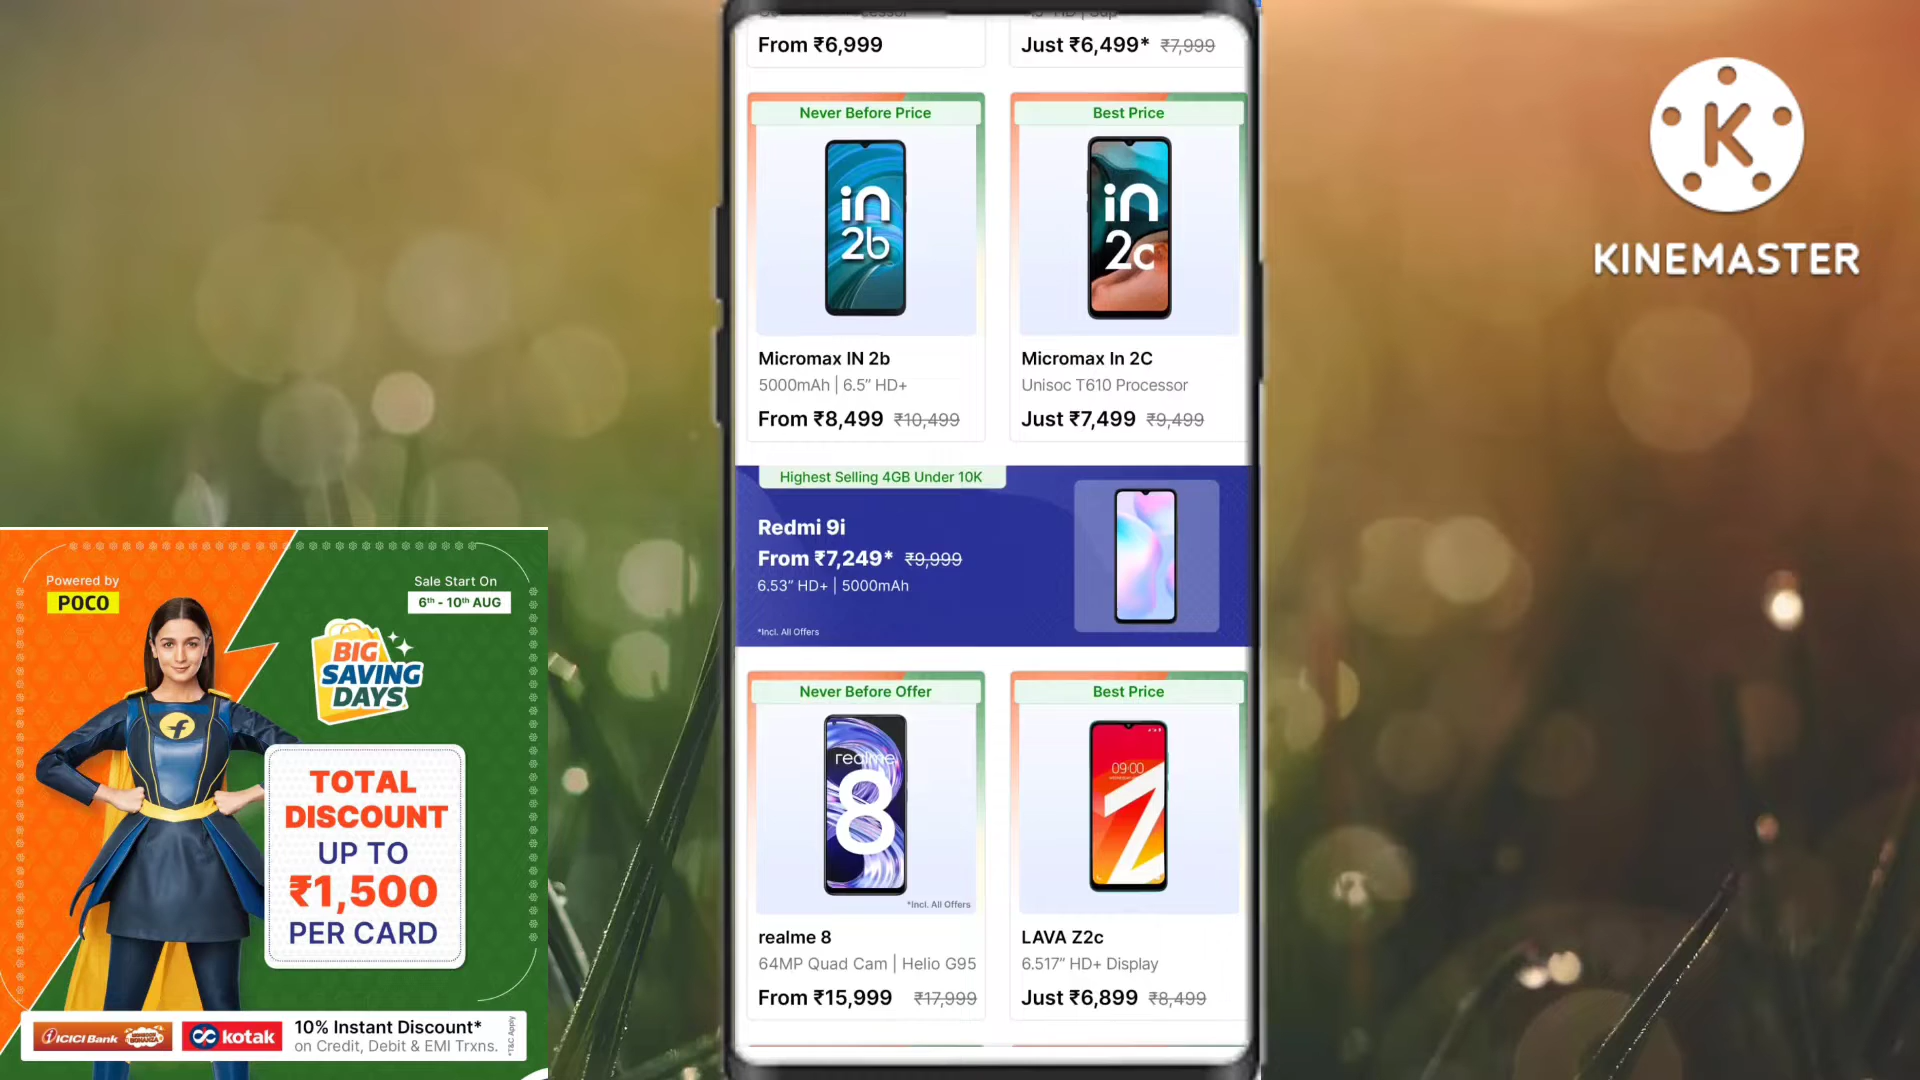 From ₹6,999
Just ₹6,499* ₹7,999
Never Before Price
in
2b
Micromax IN 2b
5000mAh | 6.5" HD+
From ₹8,499 ₹10,499
Best Price
in
2c
Micromax In 2C
Unisoc T610 Processor
Just ₹7,499 ₹9,499
Highest Selling 4GB Under 10K
Redmi 9i
From ₹7,249* ₹9,999
6.53" HD+ | 5000mAh
*Incl. All Offers
Never Before Offer
realme
8
*Incl. All Offers
realme 8
64MP Quad Cam | Helio G95
From ₹15,999 ₹17,999
Best Price
09:00
Z
LAVA Z2c
6.517" HD+ Display
Just ₹6,899 ₹8,499
K
KINEMASTER
Powered by
POCO
Sale Start On
6th - 10th AUG
BIG
SAVING
DAYS
f
TOTAL
DISCOUNT
UP TO
₹1,500
PER CARD
ICICI Bank
kotak
10% Instant Discount*
on Credit, Debit & EMI Trxns.
*T&C Apply